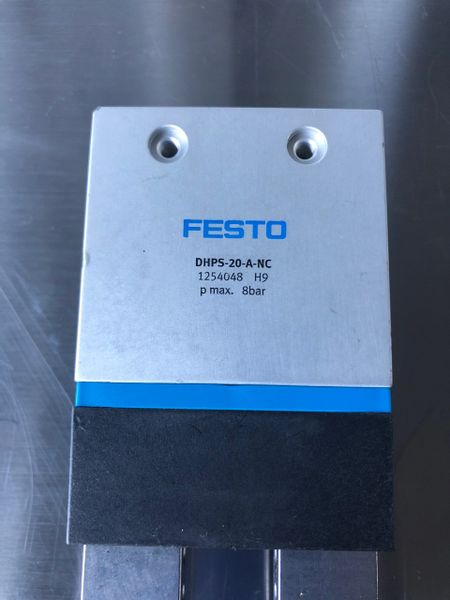 FESTO
DHPS-20-A-NC
1254048 H9
p max. 8bar